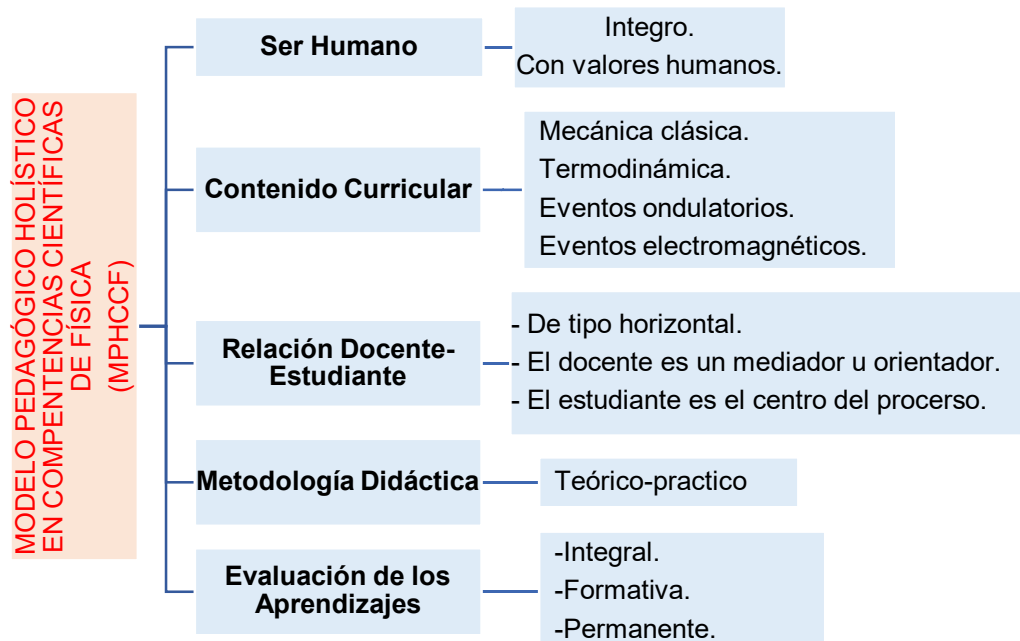 MODELO PEDAGÓGICO HOLÍSTICO
EN COMPENTENCIAS CIENTÍFICAS
DE FÍSICA
(MPHCCF)
Ser Humano
Integro.
Con valores humanos.
Contenido Curricular
Mecánica clásica.
Termodinámica.
Eventos ondulatorios.
Eventos electromagnéticos.
Relación Docente-
Estudiante
- De tipo horizontal.
- El docente es un mediador u orientador.
- El estudiante es el centro del procerso.
Metodología Didáctica
Teórico-practico
Evaluación de los
Aprendizajes
-Integral.
-Formativa.
-Permanente.